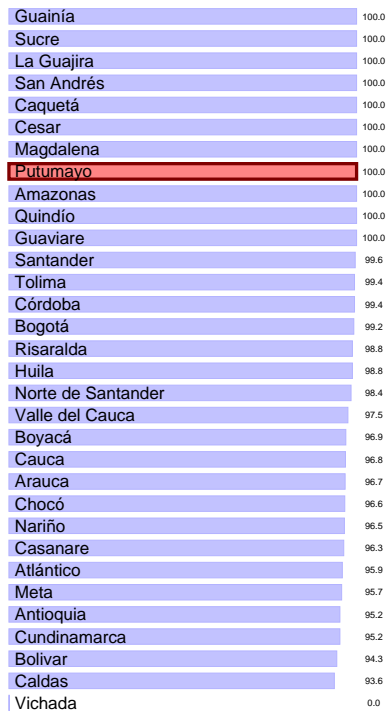 Guainía 100.0
Sucre 100.0
La Guajira 100.0
San Andrés 100.0
Caquetá 100.0
Cesar 100.0
Magdalena 100.0
Putumayo 100.0
Amazonas 100.0
Quindío 100.0
Guaviare 100.0
Santander 99.6
Tolima 99.4
Córdoba 99.4
Bogotá 99.2
Risaralda 98.8
Huila 98.8
Norte de Santander 98.4
Valle del Cauca 97.5
Boyacá 96.9
Cauca 96.8
Arauca 96.7
Chocó 96.6
Nariño 96.5
Casanare 96.3
Atlántico 95.9
Meta 95.7
Antioquia 95.2
Cundinamarca 95.2
Bolivar 94.3
Caldas 93.6
Vichada 0.0